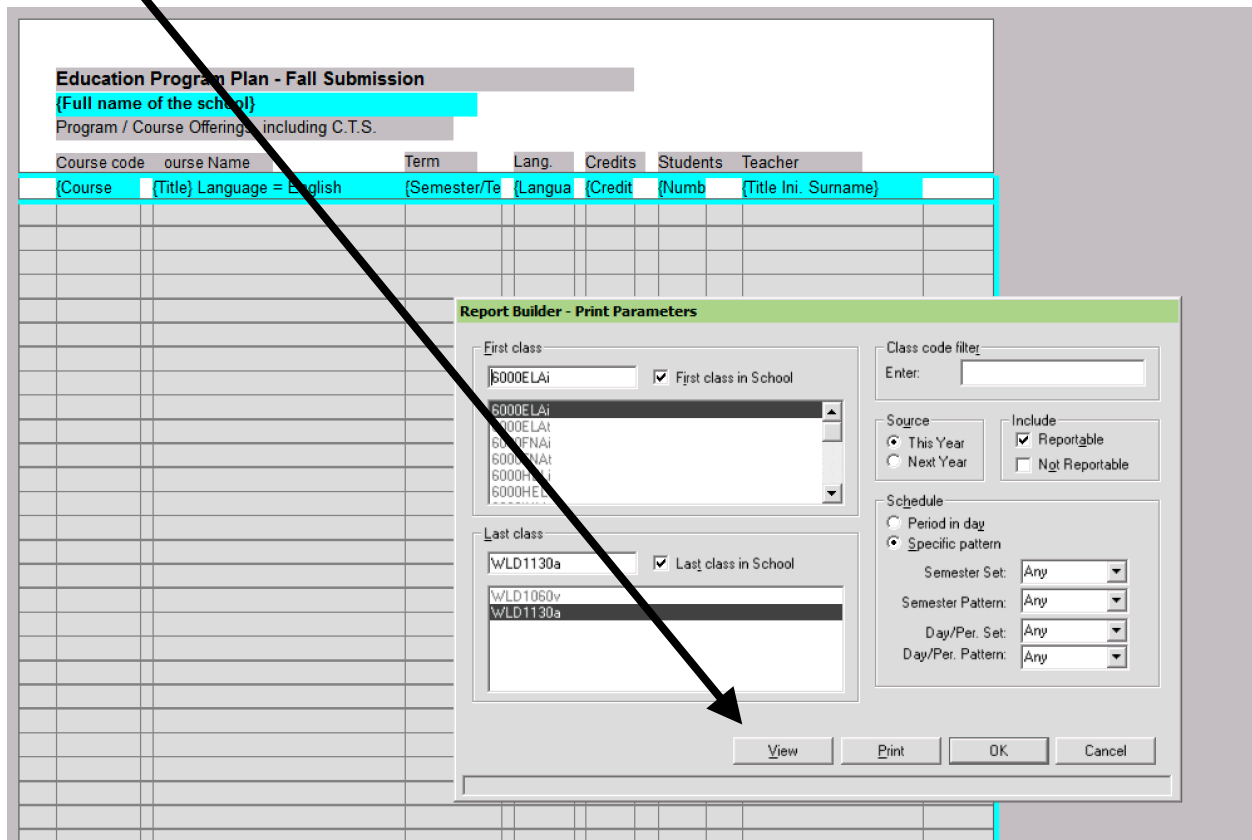 Education Program Plan - Fall Submission
{Full name of the school}
Program / Course Offerings, including C.T.S.
Course code ourse Name Term Lang. Credits Students Teacher
{Course {Title} Language = English {Semester/Te {Langua {Credit {Numb {Title Ini. Surname}
Report Builder - Print Parameters
First class
6000ELAi First class in School
6000ELAi
6000ELAt
6000FNAi
6000FNAt
6000HELi
6000HEL
Last class
WLD1130a Last class in School
WLD1060v
WLD1130a
Class code filter
Enter:
Source
This Year
Next Year
Include
Reportable
Not Reportable
Schedule
Period in day
Specific pattern
Semester Set: Any
Semester Pattern: Any
Day/Per. Set: Any
Day/Per. Pattern: Any
View Print OK Cancel